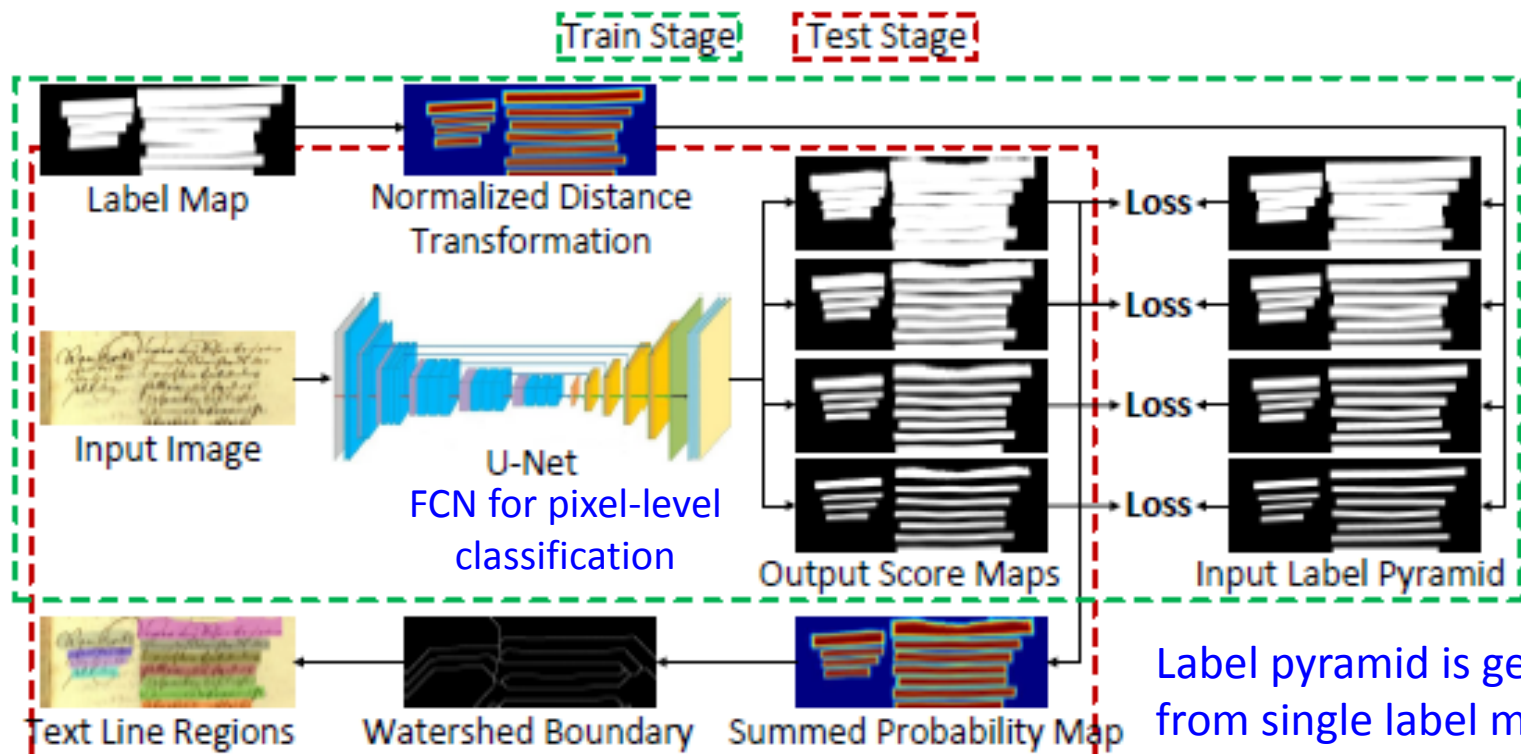 Train Stage
Test Stage
Label Map
Normalized Distance
Transformation
Loss
Loss
Loss
Loss
Input Image
U-Net
FCN for pixel-level
classification
Output Score Maps
Input Label Pyramid
Text Line Regions
Watershed Boundary
Summed Probability Map
Label pyramid is ge
from single label m